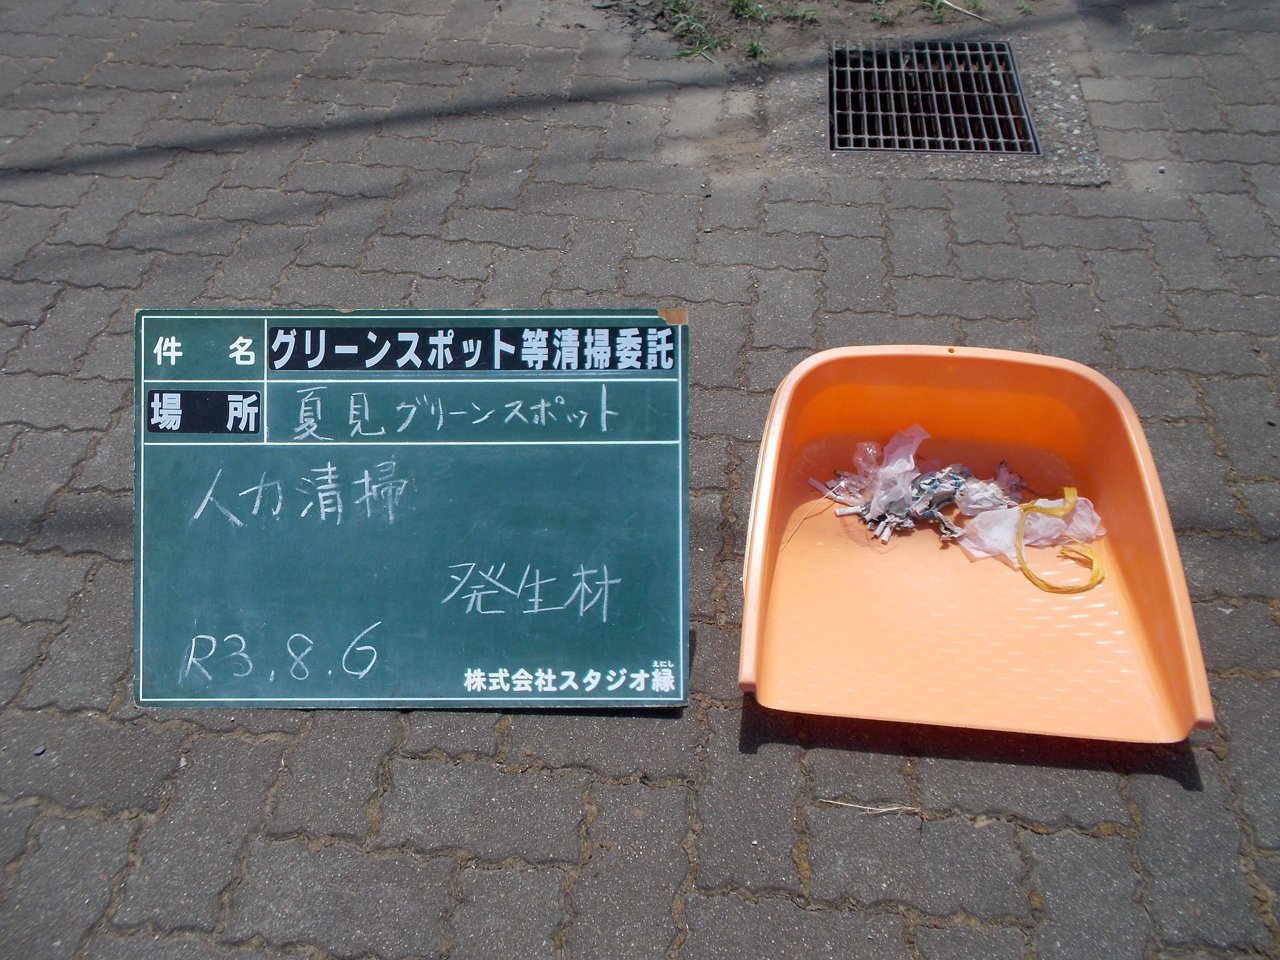 件名 グリーンスポット等清掃委託
場所 夏見グリーンスポット
人力清掃
発生材
R3.8.6
えにし
株式会社スタジオ縁